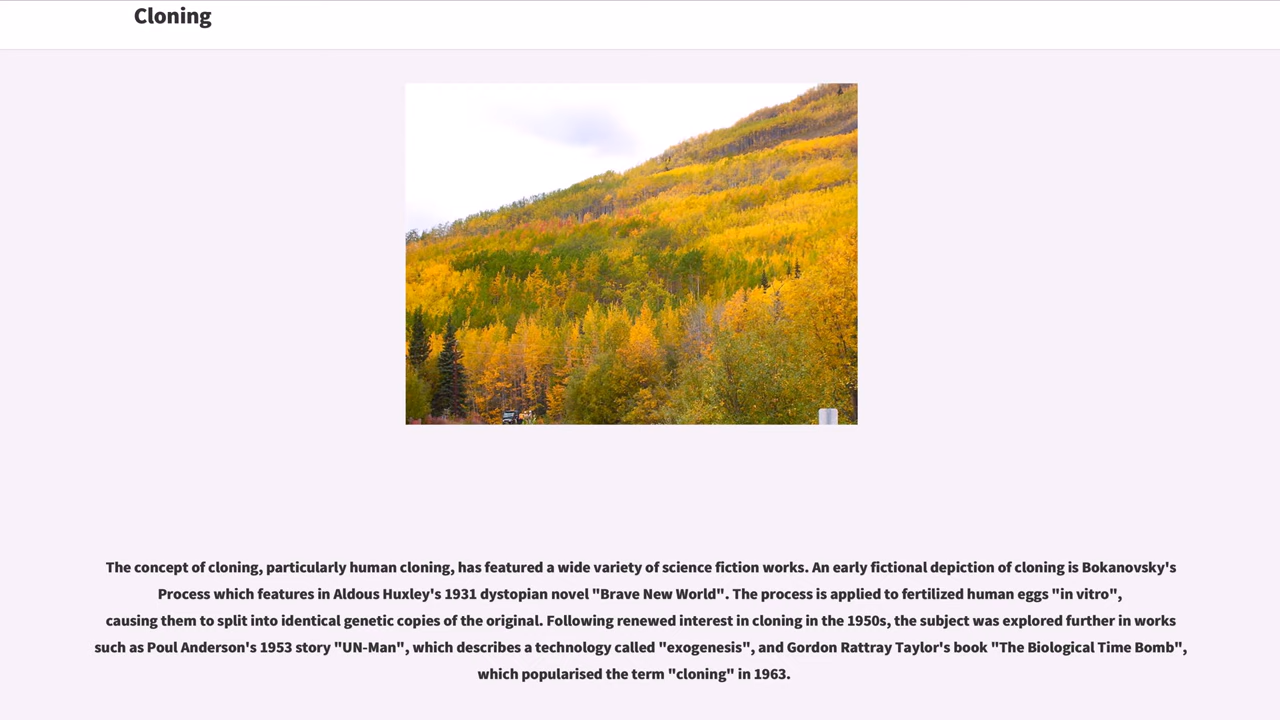 Cloning
The concept of cloning, particularly human cloning, has featured a wide variety of science fiction works. An early fictional depiction of cloning is Bokanovsky's
Process which features in Aldous Huxley's 1931 dystopian novel "Brave New World". The process is applied to fertilized human eggs "in vitro",
causing them to split into identical genetic copies of the original. Following renewed interest in cloning in the 1950s, the subject was explored further in works
such as Poul Anderson's 1953 story "UN-Man", which describes a technology called "exogenesis", and Gordon Rattray Taylor's book "The Biological Time Bomb",
which popularised the term "cloning" in 1963.